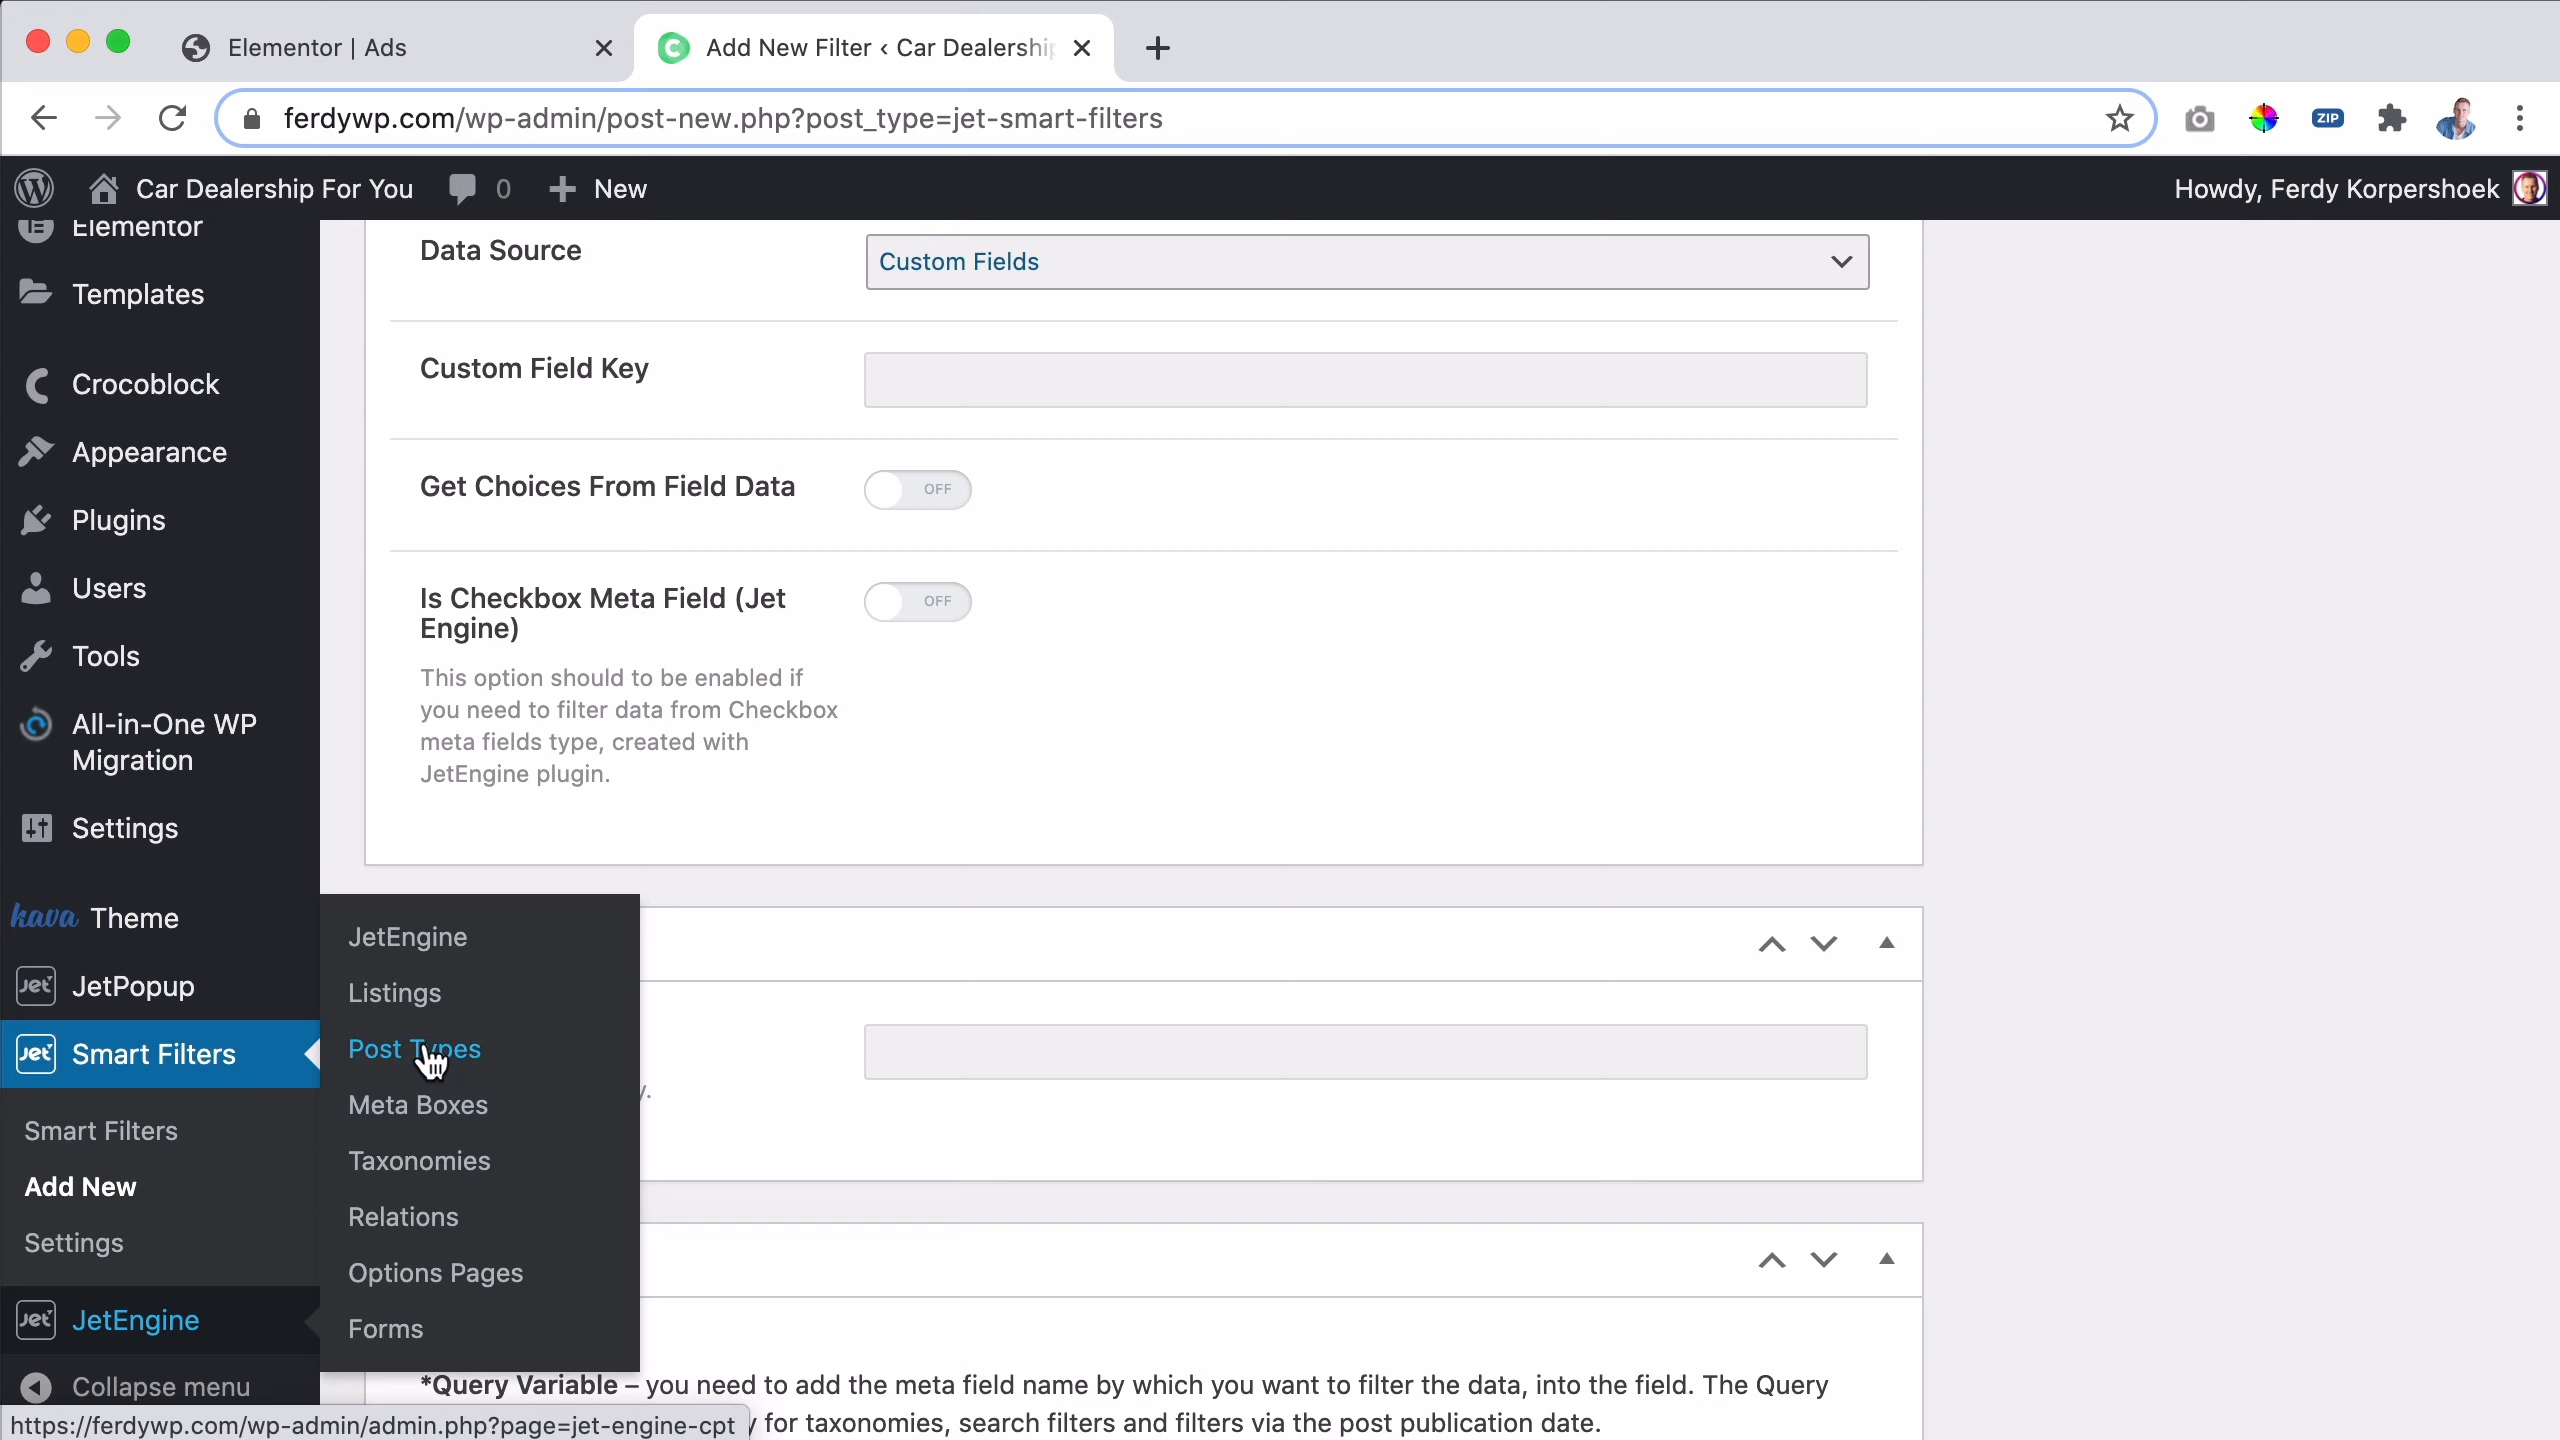 Elementor | Ads
Add New Filter ‹ Car Dealership
ferdywp.com/wp-admin/post-new.php?post_type=jet-smart-filters
ZIP
Car Dealership For You
0
New
Howdy, Ferdy Korpershoek
Elementor
Templates
Crocoblock
Appearance
Plugins
Users
Tools
All-in-One WP
Migration
Settings
kava Theme
Jet JetPopup
Jet Smart Filters
Smart Filters
Add New
Settings
Jet JetEngine
Collapse menu
JetEngine
Listings
Post Types
Meta Boxes
Taxonomies
Relations
Options Pages
Forms
Data Source
Custom Fields
Custom Field Key
Get Choices From Field Data
OFF
Is Checkbox Meta Field (Jet
Engine)
OFF
This option should to be enabled if
you need to filter data from Checkbox
meta fields type, created with
JetEngine plugin.
*Query Variable – you need to add the meta field name by which you want to filter the data, into the field. The Query
for taxonomies, search filters and filters via the post publication date.
https://ferdywp.com/wp-admin/admin.php?page=jet-engine-cpt